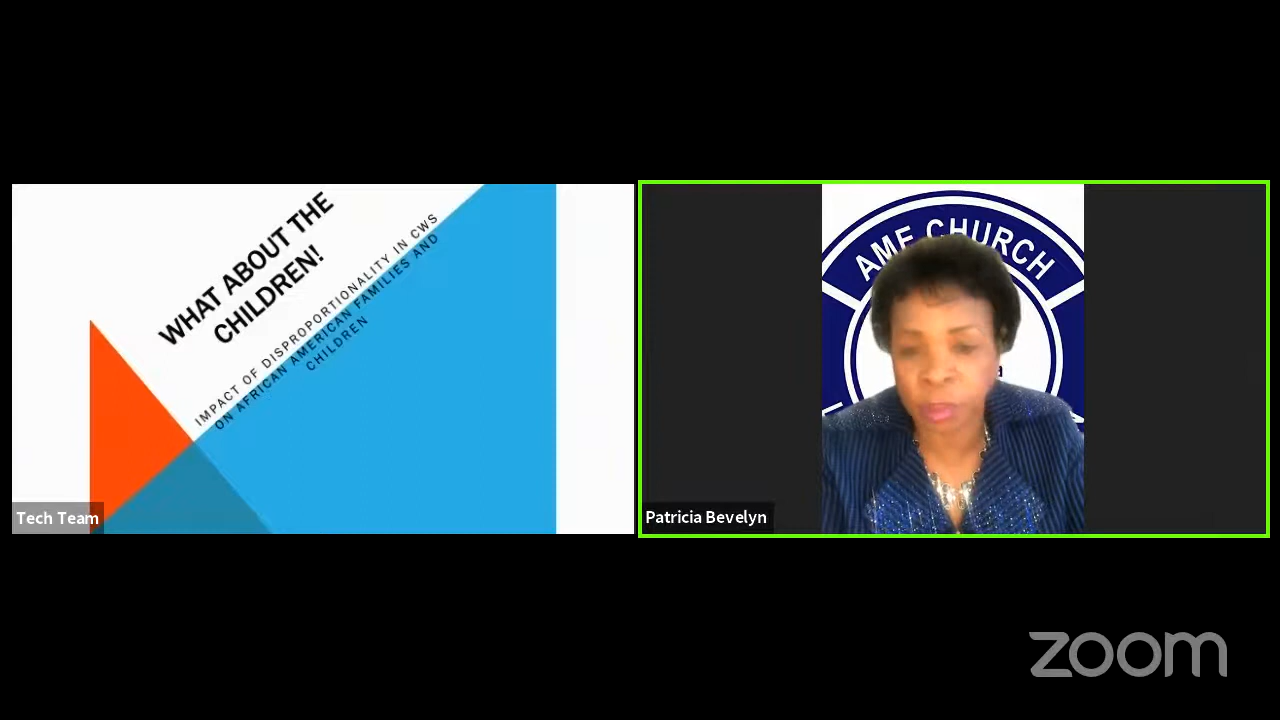 WHAT ABOUT THE
CHILDREN!
IMPACT OF DISPROPORTIONALITY IN CWS
ON AFRICAN AMERICAN FAMILIES AND
CHILDREN
Tech Team
AME CHURCH
Patricia Bevelyn
zoom